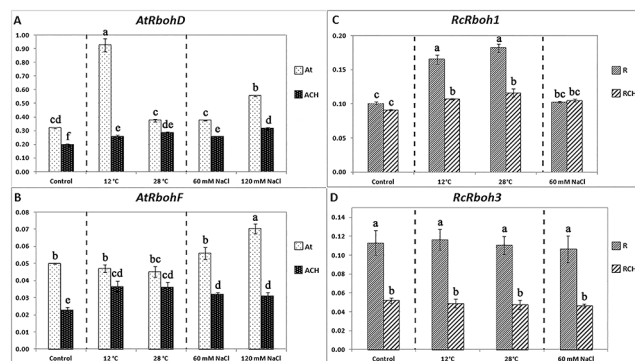 A AtRbohD
1.00
0.90
0.80
0.70
0.60
0.50
0.40
0.30
0.20
0.10
0.00
cd f a e c de c e b d
Control 12°C 28°C 60 mM NaCl 120 mM NaCl
At
ACH
C RcRboh1
0.20
0.15
0.10
0.05
0.00
c c a b a b bc bc
Control 12°C 28°C 60 mM NaCl
R
RCH
B AtRbohF
0.08
0.07
0.06
0.05
0.04
0.03
0.02
0.01
0.00
b e b cd bc cd b d a d
Control 12°C 28°C 60 mM NaCl 120 mM NaCl
At
ACH
D RcRboh3
0.14
0.12
0.10
0.08
0.06
0.04
0.02
0.00
a b a b a b a b
Control 12°C 28°C 60 mM NaCl
R
RCH